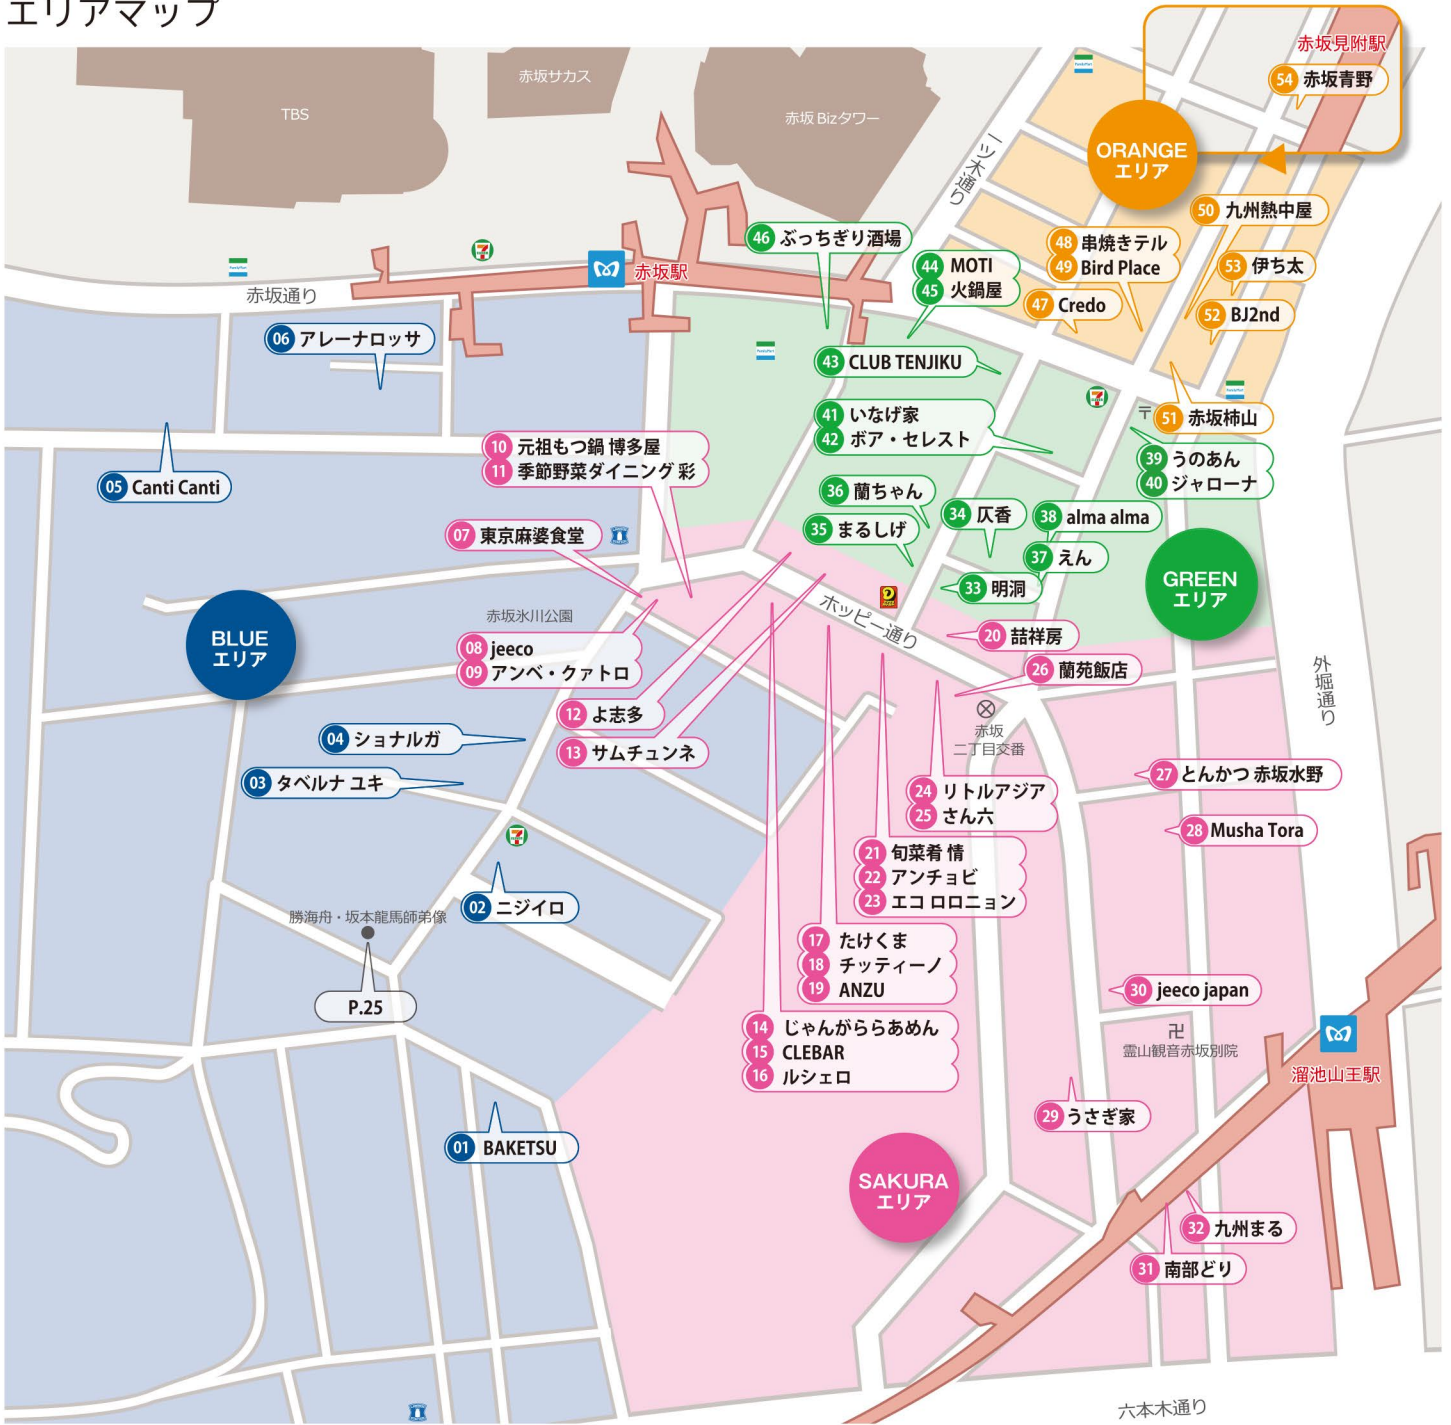 エリアマップ
赤坂見附駅
54 赤坂青野
赤坂サカス
TBS
赤坂Bizタワー
ORANGE
エリア
一ツ木通り
50 九州熱中屋
46 ぶっちぎり酒場
48 串焼きテル
49 Bird Place
53 伊ち太
44 MOTI
45 火鍋屋
赤坂駅
赤坂通り
47 Credo
52 BJ2nd
06 アレーナロッサ
43 CLUB TENJIKU
41 いなげ家
42 ボア・セレスト
〒
51 赤坂柿山
10 元祖もつ鍋 博多屋
11 季節野菜ダイニング 彩
39 うのあん
40 ジャローナ
05 Canti Canti
36 蘭ちゃん
34 仄香
38 alma alma
35 まるしげ
07 東京麻婆食堂
37 えん
33 明洞
GREEN
エリア
赤坂氷川公園
ホッピー通り
BLUE
エリア
20 喆祥房
08 jeeco
09 アンベ・クァトロ
26 蘭苑飯店
外堀通り
12 よ志多
赤坂
二丁目交番
04 ショナルガ
13 サムチュンネ
03 タベルナ ユキ
27 とんかつ 赤坂水野
24 リトルアジア
25 さん六
28 Musha Tora
21 旬菜肴 情
22 アンチョビ
23 エコ ロロニョン
02 ニジイロ
勝海舟・坂本龍馬師弟像
17 たけくま
18 チッティーノ
19 ANZU
P.25
30 jeeco japan
14 じゃんがららあめん
15 CLEBAR
16 ルシェロ
卍
霊山観音赤坂別院
溜池山王駅
29 うさぎ家
01 BAKETSU
SAKURA
エリア
32 九州まる
31 南部どり
六本木通り